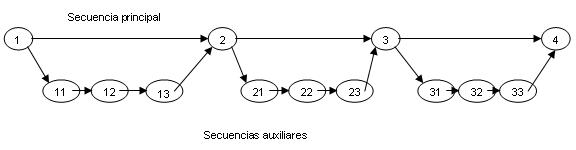 Secuencia principal
1 2 3 4
11 12 13 21 22 23 31 32 33
Secuencias auxiliares